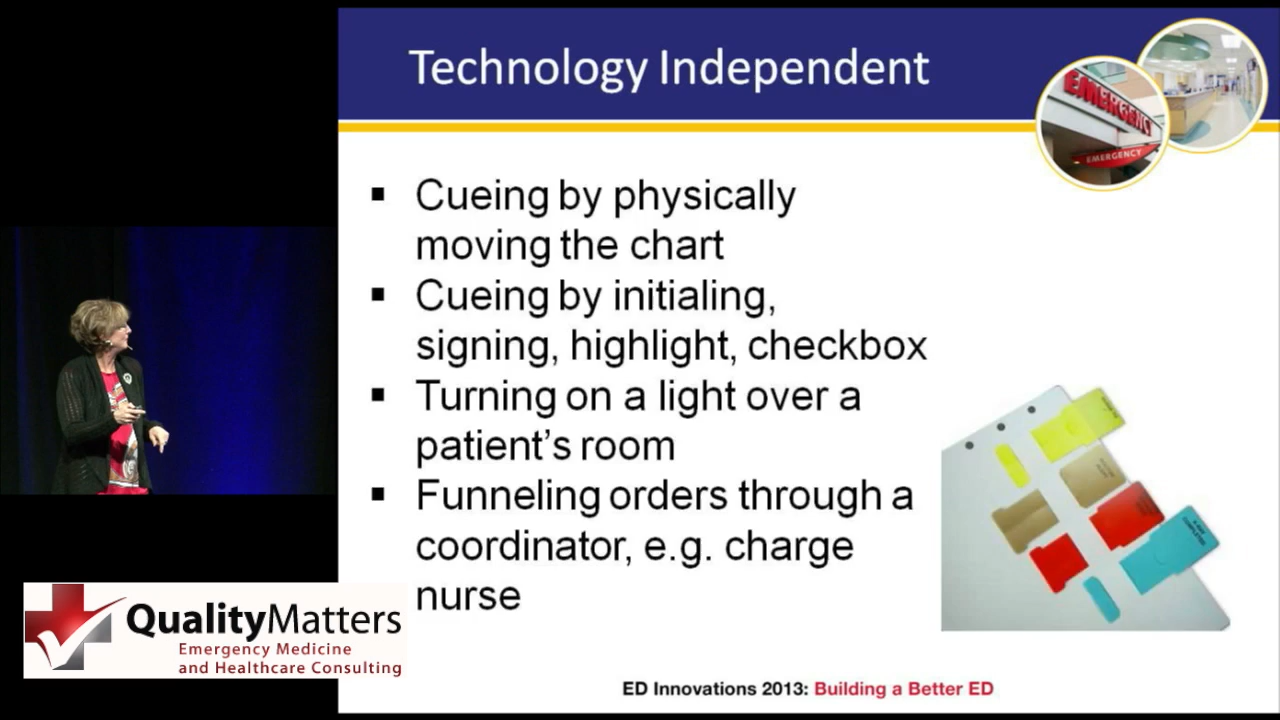 Technology Independent
EMERGENC
EMERGENCY
▪ Cueing by physically
moving the chart
▪ Cueing by initialing,
signing, highlight, checkbox
▪ Turning on a light over a
patient's room
▪ Funneling orders through a
coordinator, e.g. charge
nurse
QualityMatters
Emergency Medicine
and Healthcare Consulting
ED Innovations 2013: Building a Better ED